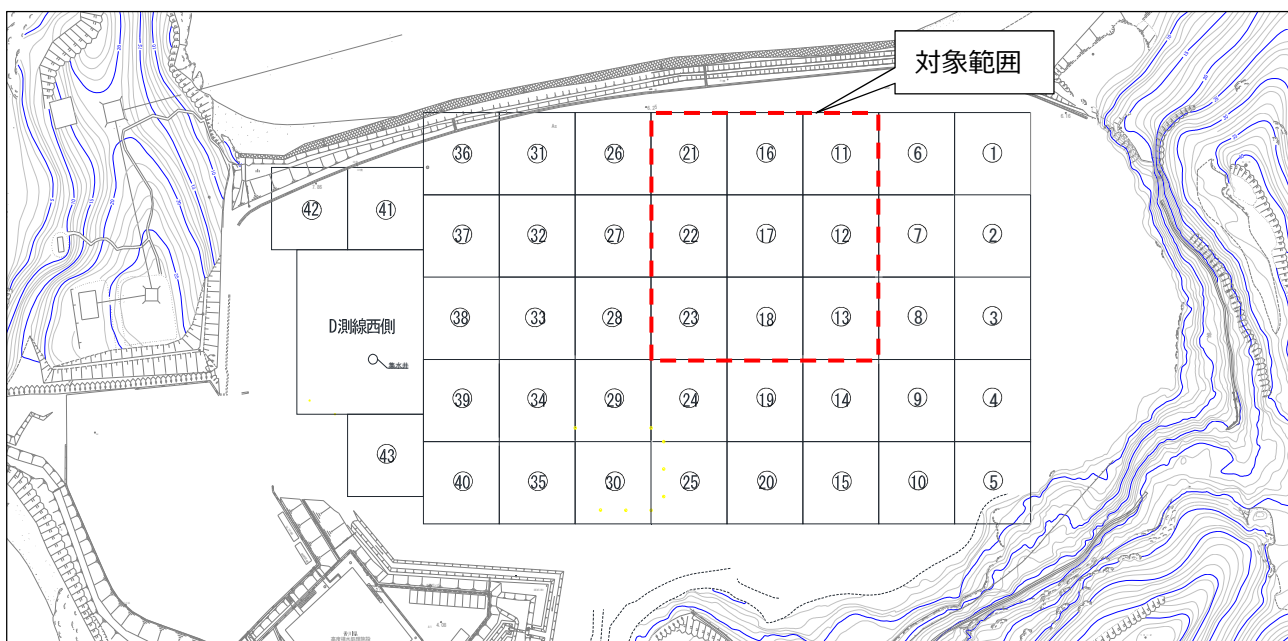 対象範囲
㊱ ㉛ ㉖ ㉑ ⑯ ⑪ ⑥ ①
㊷ ㊶
㊲ ㉜ ㉗ ㉒ ⑰ ⑫ ⑦ ②
㊳ ㉝ ㉘ ㉓ ⑱ ⑬ ⑧ ③
D測線西側
集水井
㊴ ㉞ ㉙ ㉔ ⑲ ⑭ ⑨ ④
㊸
㊵ ㉟ ㉚ ㉕ ⑳ ⑮ ⑩ ⑤